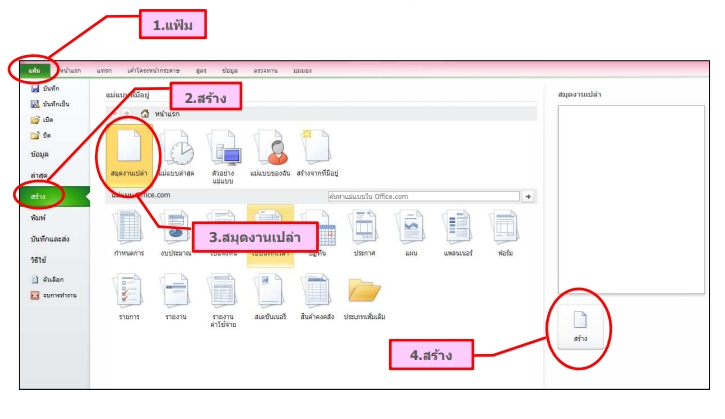 1.แฟ้ม
แฟ้ม หน้าแรก แทรก เค้าโครงหน้ากระดาษ สูตร ข้อมูล ตรวจทาน มุมมอง
บันทึก
บันทึกเป็น
เปิด
ปิด
ข้อมูล
ล่าสุด
สร้าง
พิมพ์
บันทึกและส่ง
วิธีใช้
ตัวเลือก
จบการทำงาน
แม่แบบที่มีอยู่
2.สร้าง
หน้าแรก
สมุดงานเปล่า แม่แบบล่าสุด ตัวอย่าง แม่แบบของฉัน สร้างจากที่มีอยู่
แม่แบบ
แม่แบบ Office.com ค้นหาแม่แบบใน Office.com
3.สมุดงานเปล่า
กำหนดการ งบประมาณ ปฏิทิน ประกาศ แผน แพลนเนอร์ ฟอร์ม
รายการ รายงาน รายงาน สเตชันเนอรี สินค้าคงคลัง ประเภทเพิ่มเติม
ค่าใช้จ่าย
สมุดงานเปล่า
สร้าง
4.สร้าง